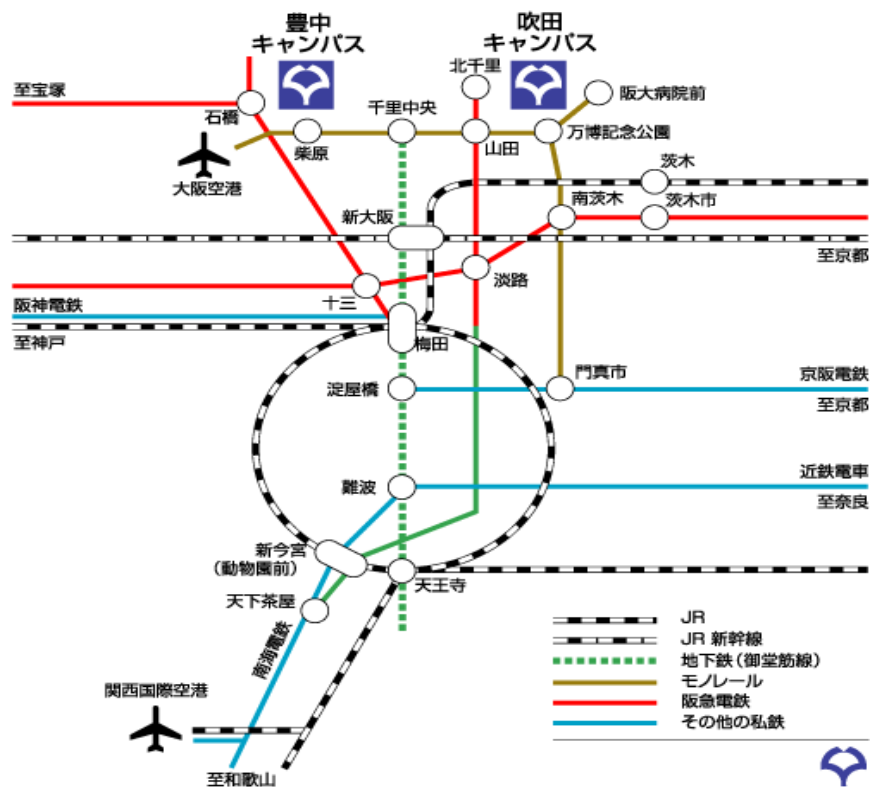 豊中
キャンパス
吹田
キャンパス
北千里
至宝塚
石橋
千里中央
阪大病院前
柴原
山田
万博記念公園
大阪空港
茨木
新大阪
南茨木
茨木市
至京都
淡路
十三
阪神電鉄
至神戸
梅田
淀屋橋
門真市
京阪電鉄
至京都
難波
近鉄電車
至奈良
新今宮
(動物園前)
天王寺
天下茶屋
南海電鉄
関西国際空港
至和歌山
JR
JR 新幹線
地下鉄(御堂筋線)
モノレール
阪急電鉄
その他の私鉄